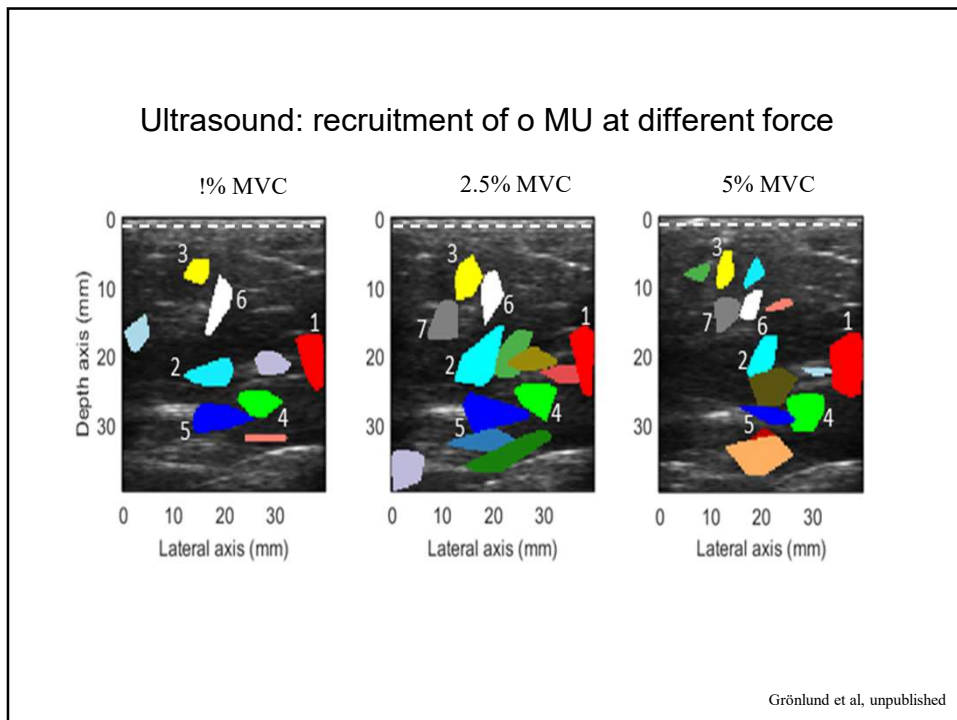 Ultrasound: recruitment of o MU at different force
!% MVC 2.5% MVC 5% MVC
0 0 0
3 3 3
10 10 10
6 6
7 7 6
1 1 1
20 20 20
2 2 2
Depth axis (mm)
4 4 4
30 30 30
5 5 5
0 10 20 30 0 10 20 30 0 10 20 30
Lateral axis (mm) Lateral axis (mm) Lateral axis (mm)
Grönlund et al, unpublished